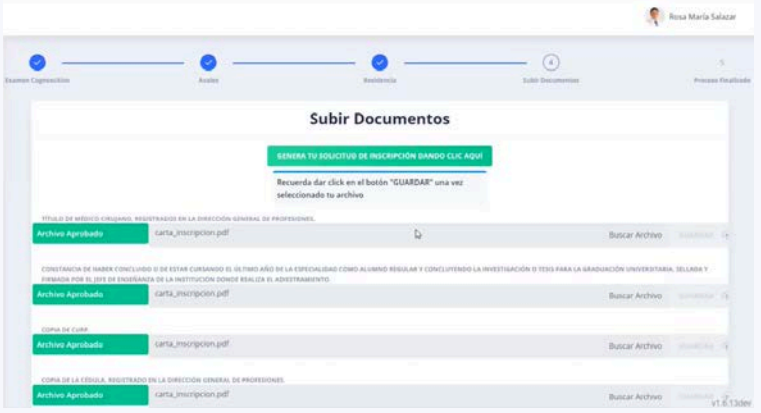 Rosa María Salazar
4
5
Examen Cognoscitivo
Avales
Residencia
Subir Documentos
Proceso Finalizado
Subir Documentos
GENERA TU SOLICITUD DE INSCRIPCIÓN DANDO CLIC AQUÍ
Recuerda dar click en el botón "GUARDAR" una vez
seleccionado tu archivo
TÍTULO DE MÉDICO CIRUJANO, REGISTRADOS EN LA DIRECCIÓN GENERAL DE PROFESIONES.
Archivo Aprobado carta_inscripcion.pdf Buscar Archivo
CONSTANCIA DE HABER CONCLUIDO O DE ESTAR CURSANDO EL ÚLTIMO AÑO DE LA ESPECIALIDAD COMO ALUMNO REGULAR Y CONCLUYENDO LA INVESTIGACIÓN O TESIS PARA LA GRADUACIÓN UNIVERSITARIA, SELLADA Y
FIRMADA POR EL JEFE DE ENSEÑANZA DE LA INSTITUCIÓN DONDE REALIZA EL ADIESTRAMIENTO.
Archivo Aprobado carta_inscripcion.pdf Buscar Archivo
COPIA DE CURP.
Archivo Aprobado carta_inscripcion.pdf Buscar Archivo
COPIA DE LA CÉDULA, REGISTRADO EN LA DIRECCIÓN GENERAL DE PROFESIONES.
Archivo Aprobado carta_inscripcion.pdf Buscar Archivo
v1.6.13dev